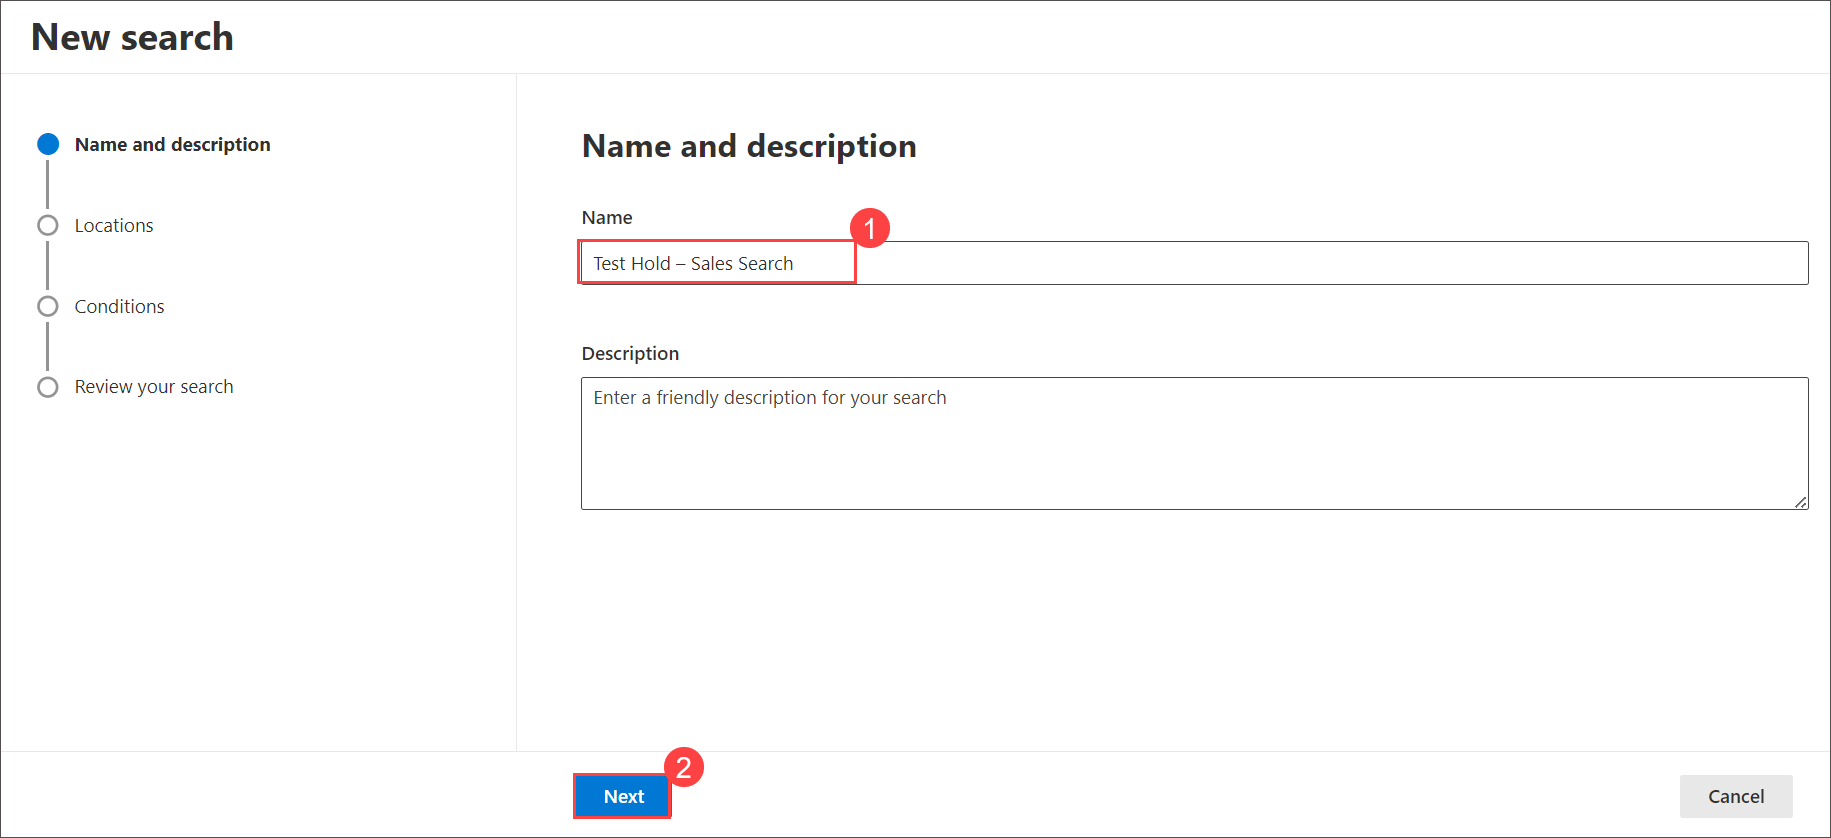 New search
Name and description
Locations
Conditions
Review your search
Name and description
Name
1
Test Hold – Sales Search
Description
Enter a friendly description for your search
2
Next
Cancel